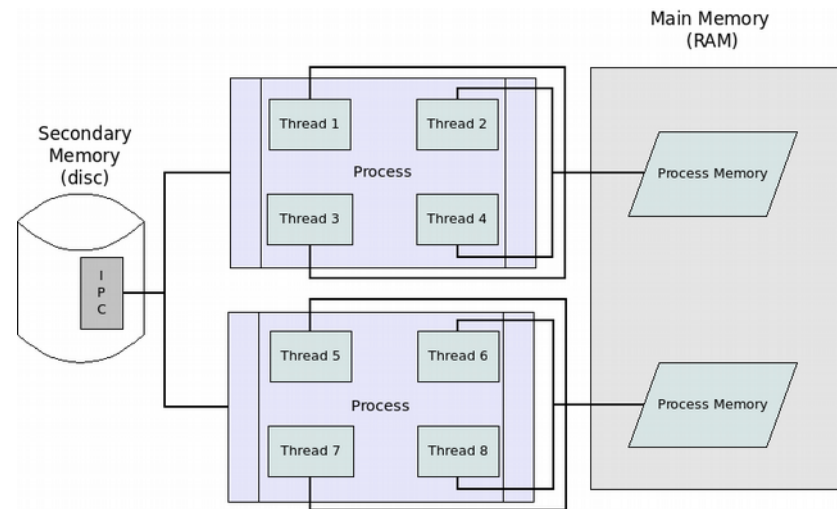 Main Memory
(RAM)
Secondary
Memory
(disc)
Thread 1
Thread 2
Process
Process Memory
Thread 3
Thread 4
I
P
C
Thread 5
Thread 6
Process
Process Memory
Thread 7
Thread 8